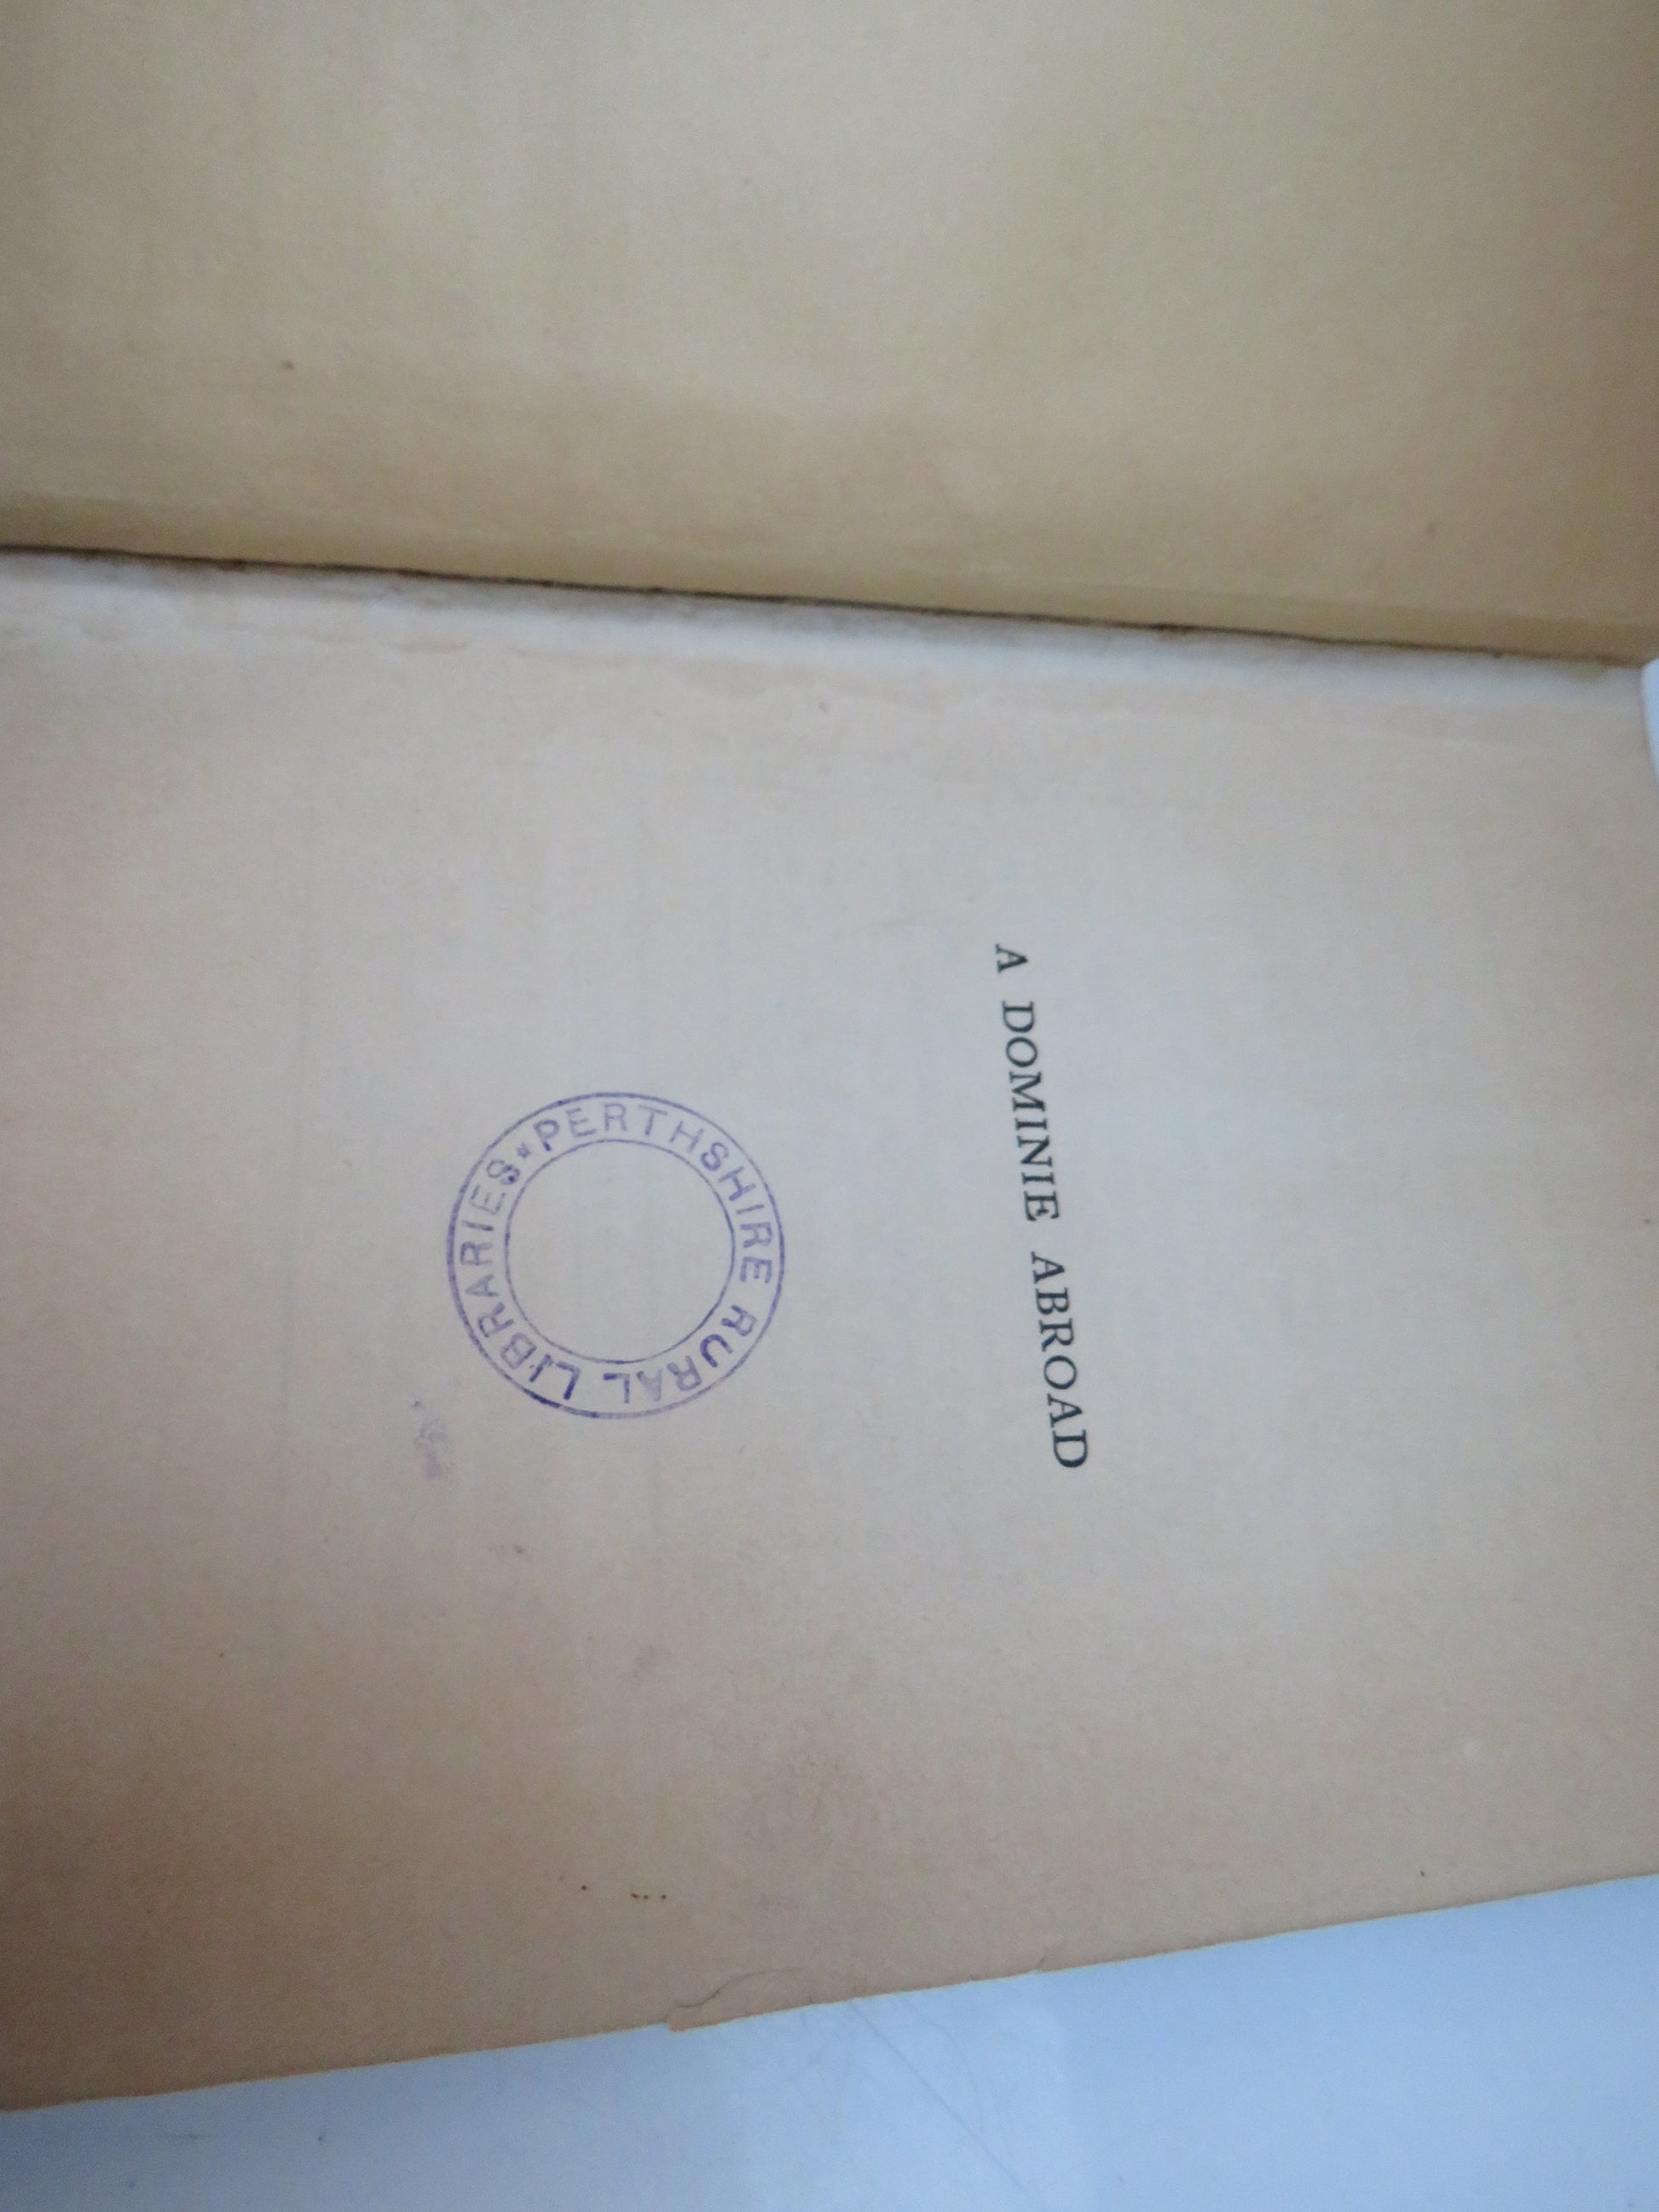 A DOMINIE ABROAD
PERTHSHIRE RURAL LIBRARIES *